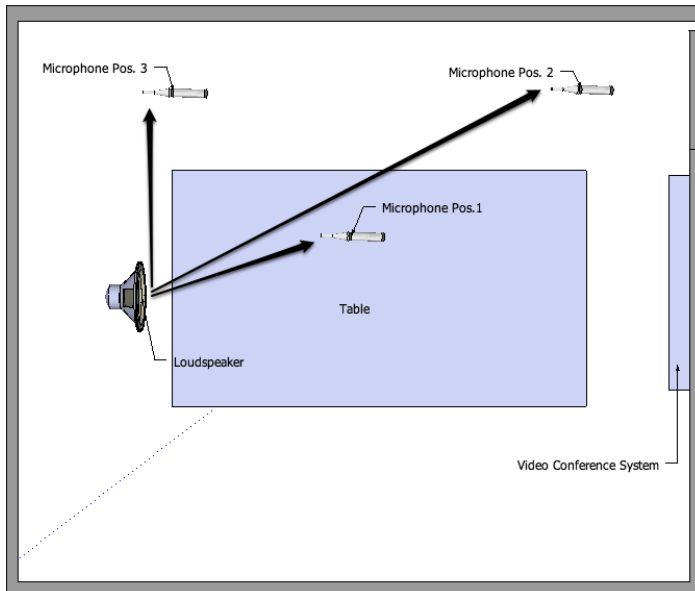 Microphone Pos. 3
Microphone Pos. 2
Microphone Pos.1
Table
Loudspeaker
Video Conference System